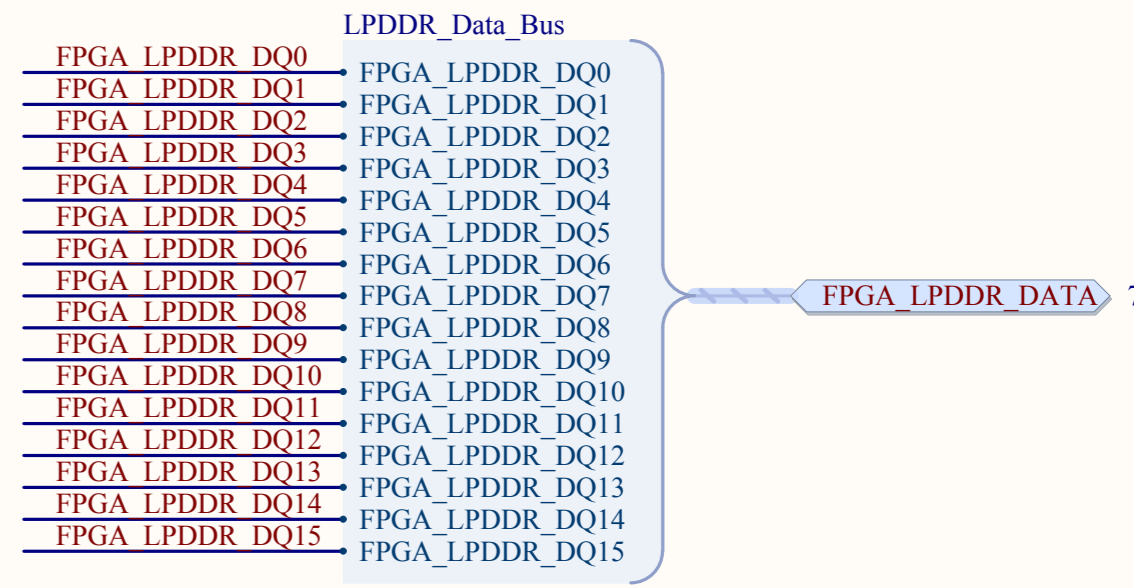 LPDDR_Data_Bus
FPGA_LPDDR_DQ0 FPGA_LPDDR_DQ0
FPGA_LPDDR_DQ1 FPGA_LPDDR_DQ1
FPGA_LPDDR_DQ2 FPGA_LPDDR_DQ2
FPGA_LPDDR_DQ3 FPGA_LPDDR_DQ3
FPGA_LPDDR_DQ4 FPGA_LPDDR_DQ4
FPGA_LPDDR_DQ5 FPGA_LPDDR_DQ5
FPGA_LPDDR_DQ6 FPGA_LPDDR_DQ6
FPGA_LPDDR_DQ7 FPGA_LPDDR_DQ7 FPGA_LPDDR_DATA 7
FPGA_LPDDR_DQ8 FPGA_LPDDR_DQ8
FPGA_LPDDR_DQ9 FPGA_LPDDR_DQ9
FPGA_LPDDR_DQ10 FPGA_LPDDR_DQ10
FPGA_LPDDR_DQ11 FPGA_LPDDR_DQ11
FPGA_LPDDR_DQ12 FPGA_LPDDR_DQ12
FPGA_LPDDR_DQ13 FPGA_LPDDR_DQ13
FPGA_LPDDR_DQ14 FPGA_LPDDR_DQ14
FPGA_LPDDR_DQ15 FPGA_LPDDR_DQ15